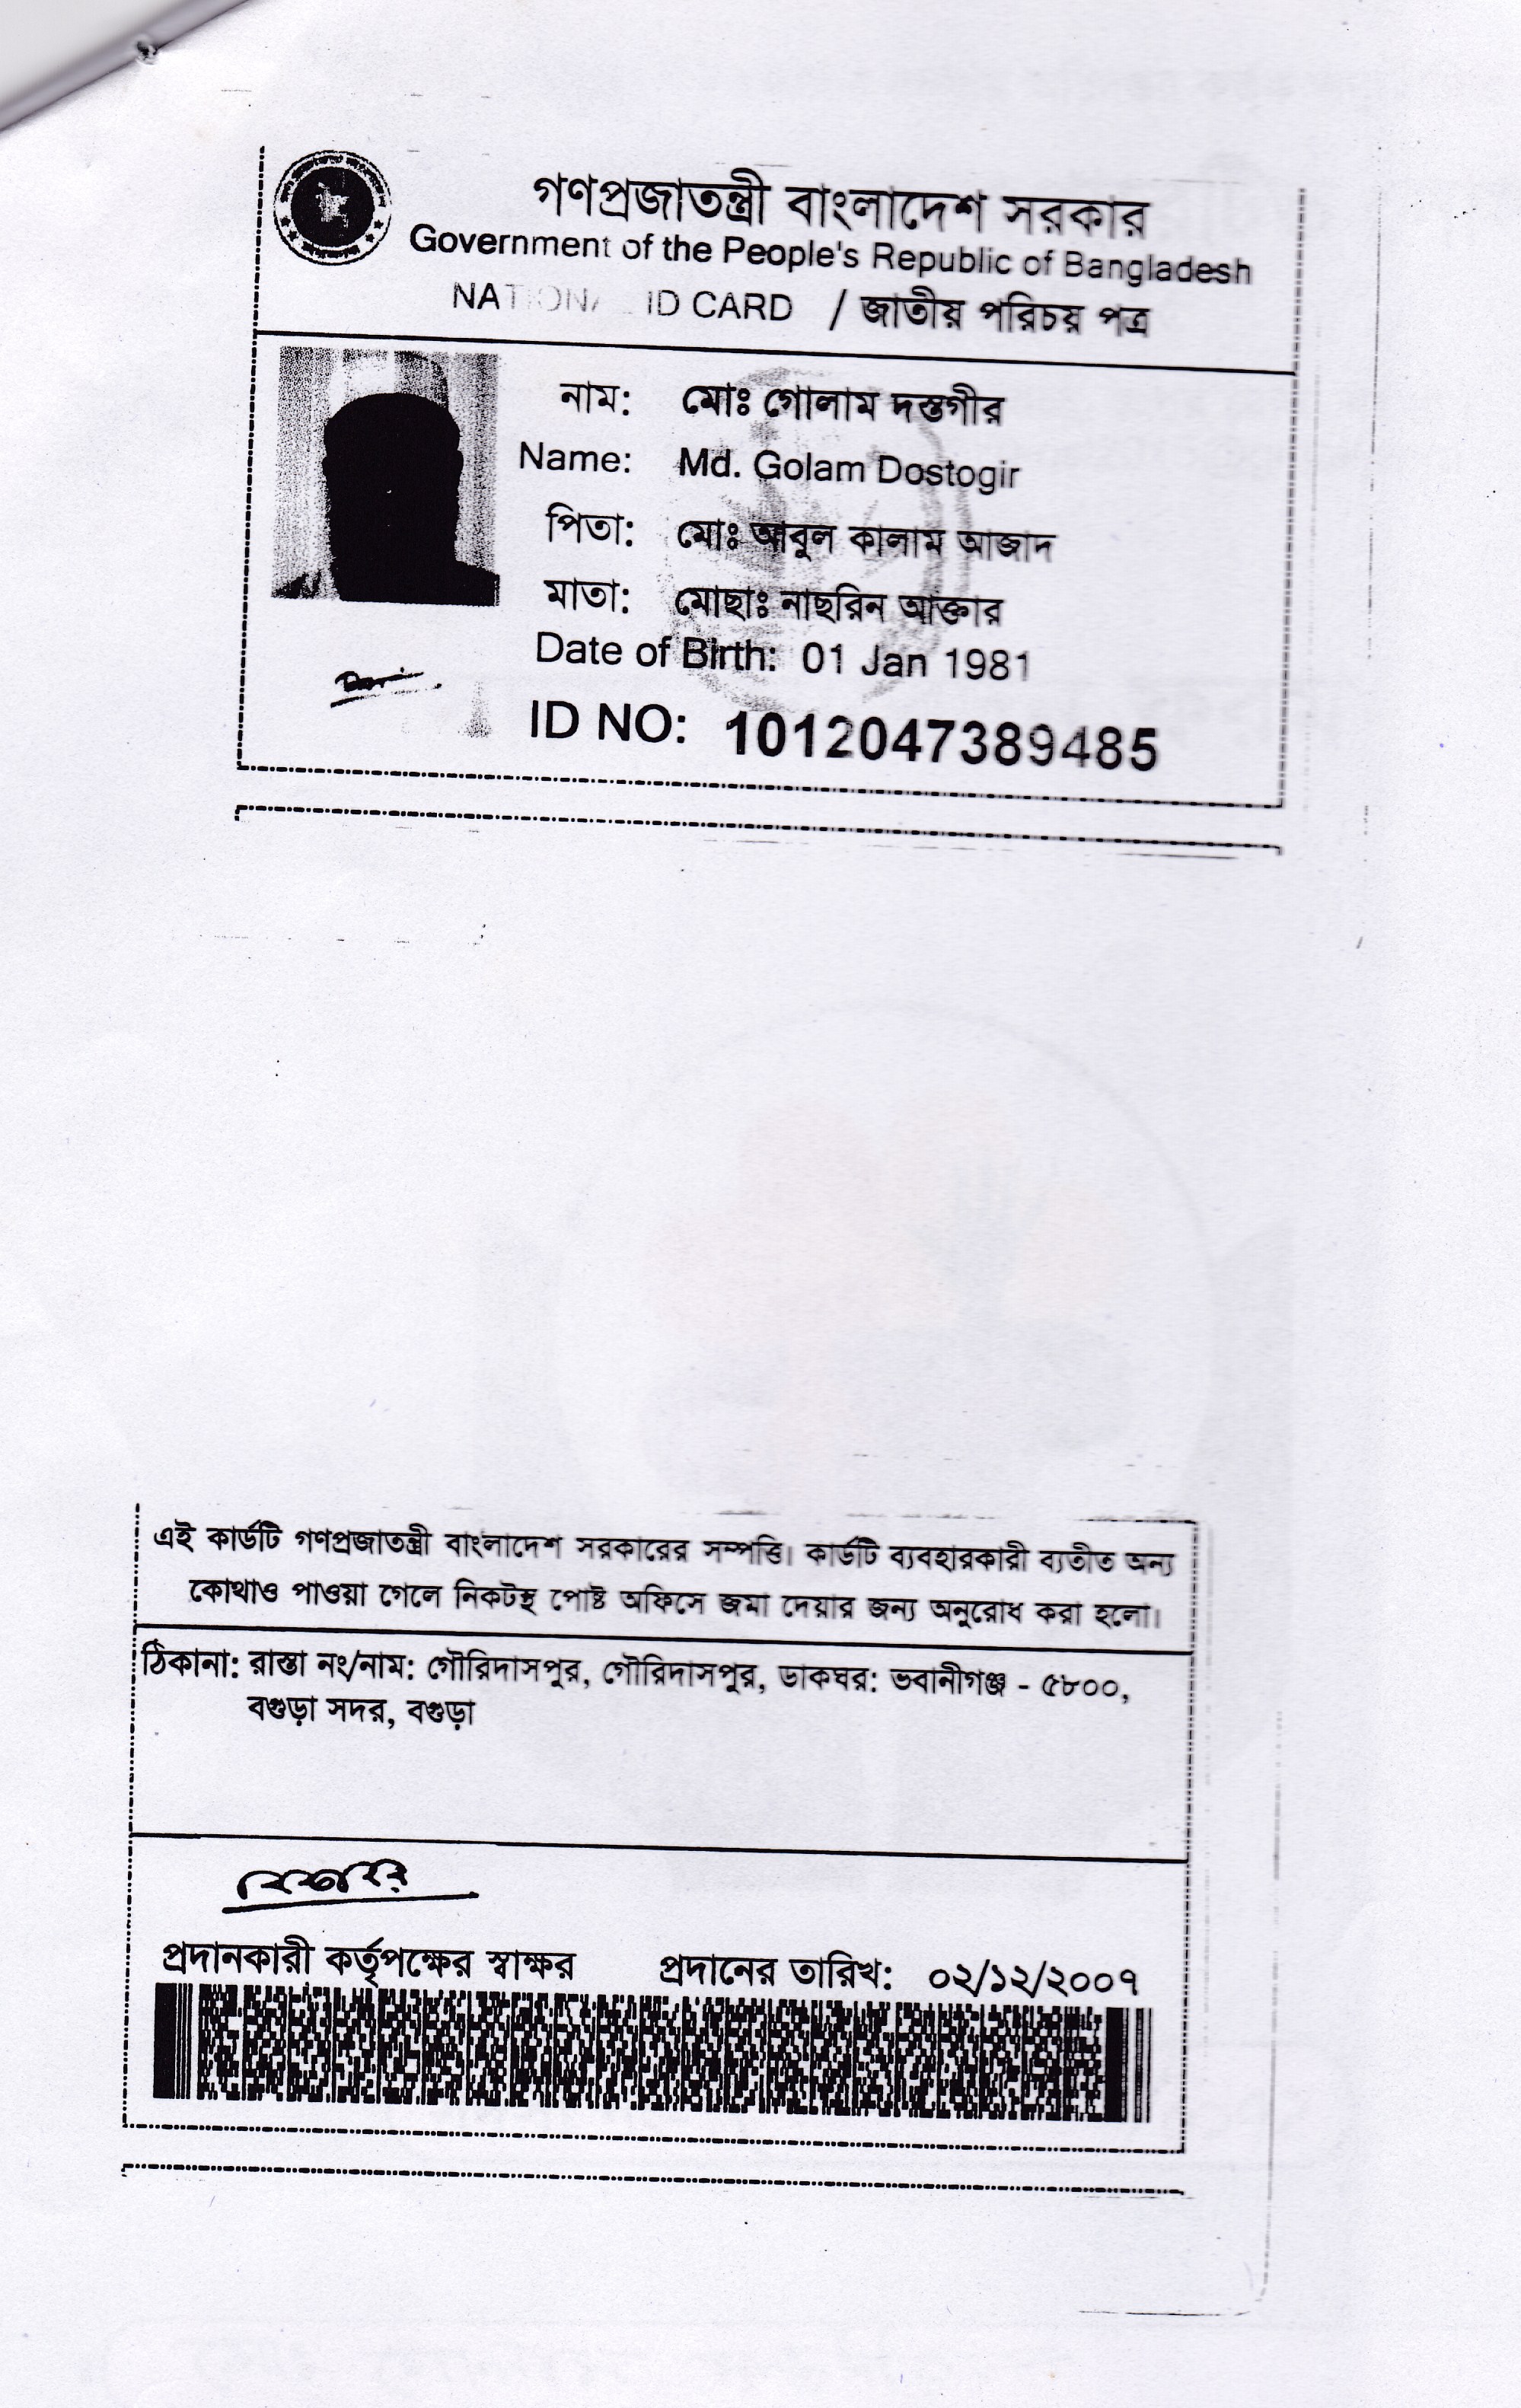 গণপ্রজাতন্ত্রী বাংলাদেশ সরকার
Government of the People's Republic of Bangladesh
NATIONAL ID CARD / জাতীয় পরিচয় পত্র
নাম: মোঃ গোলাম দস্তগীর
Name: Md. Golam Dostogir
পিতা: মোঃ আবুল কালাম আজাদ
মাতা: মোছাঃ নাছরিন আক্তার
Date of Birth: 01 Jan 1981
ID NO: 1012047389485
এই কার্ডটি গণপ্রজাতন্ত্রী বাংলাদেশ সরকারের সম্পত্তি। কার্ডটি ব্যবহারকারী ব্যতীত অন্য
কোথাও পাওয়া গেলে নিকটস্থ পোষ্ট অফিসে জমা দেয়ার জন্য অনুরোধ করা হলো।
ঠিকানা: রাস্তা নং/নাম: গৌরিদাসপুর, গৌরিদাসপুর, ডাকঘর: ভবানীগঞ্জ - ৫৮০০,
বগুড়া সদর, বগুড়া
প্রদানকারী কর্তৃপক্ষের স্বাক্ষর প্রদানের তারিখ: ০২/১২/২০০৭